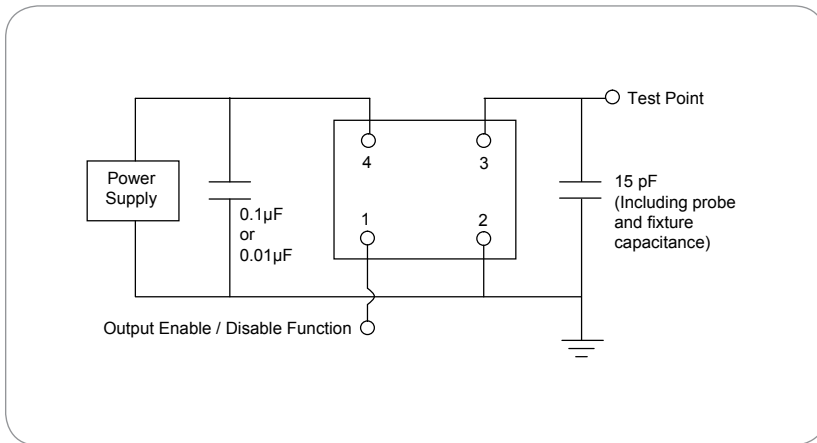 Test Point
4
3
Power
Supply
15 pF
(Including probe
and fixture
capacitance)
0.1µF
or
0.01µF
1
2
Output Enable / Disable Function